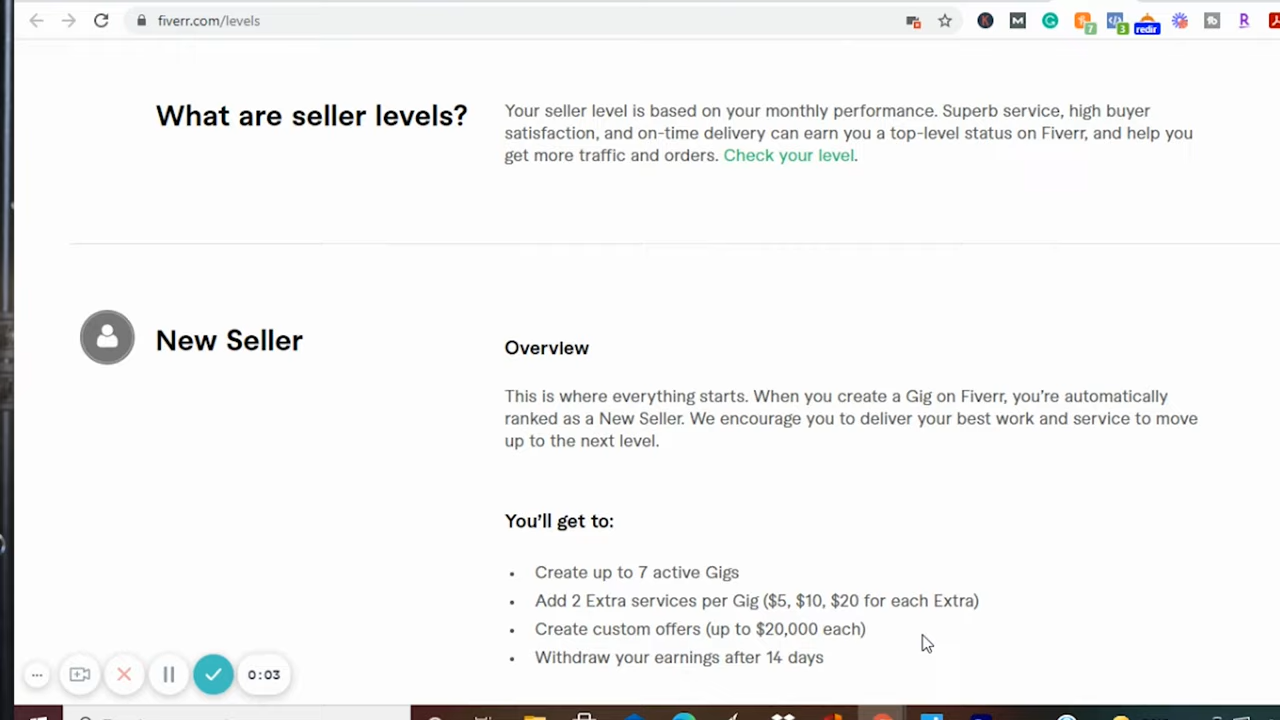 fiverr.com/levels
7
3
redir
What are seller levels?
Your seller level is based on your monthly performance. Superb service, high buyer
satisfaction, and on-time delivery can earn you a top-level status on Fiverr, and help you
get more traffic and orders. Check your level.
New Seller
Overview
This is where everything starts. When you create a Gig on Fiverr, you’re automatically
ranked as a New Seller. We encourage you to deliver your best work and service to move
up to the next level.
You’ll get to:
• Create up to 7 active Gigs
• Add 2 Extra services per Gig ($5, $10, $20 for each Extra)
• Create custom offers (up to $20,000 each)
• Withdraw your earnings after 14 days
0:03